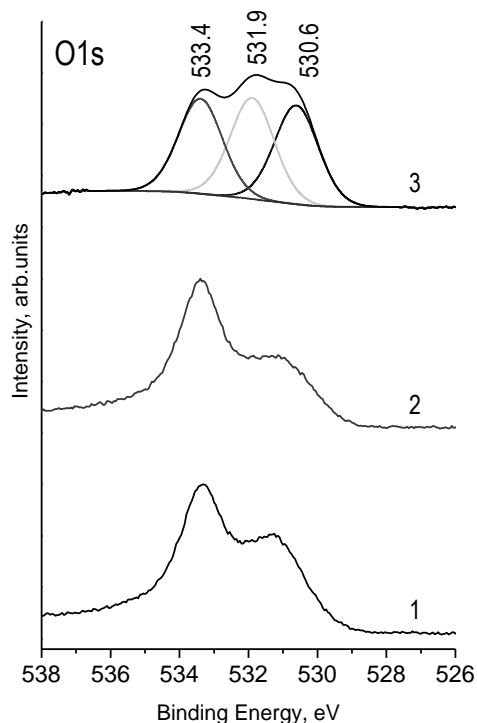 O1s
533.4
531.9
530.6
3
2
1
Intensity, arb.units
538 536 534 532 530 528 526
Binding Energy, eV